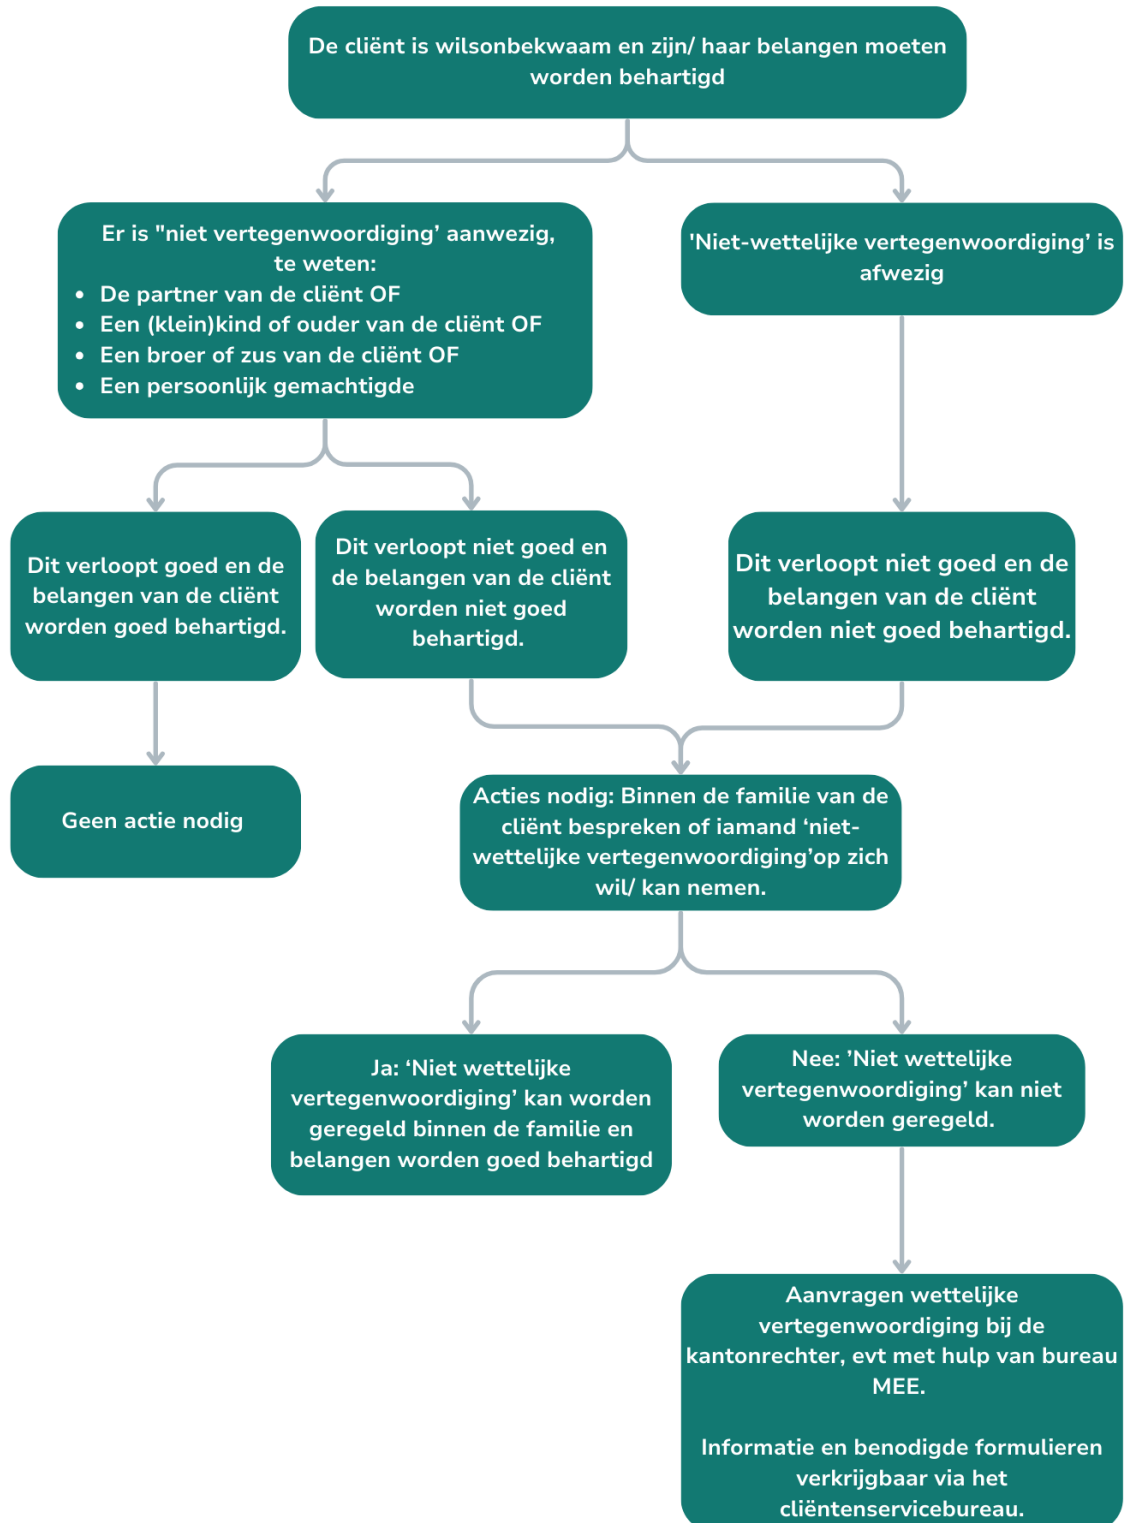 De cliënt is wilsonbekwaam en zijn/ haar belangen moeten
worden behartigd
Er is "niet vertegenwoordiging’ aanwezig,
te weten:
• De partner van de cliënt OF
• Een (klein)kind of ouder van de cliënt OF
• Een broer of zus van de cliënt OF
• Een persoonlijk gemachtigde
'Niet-wettelijke vertegenwoordiging’ is
afwezig
Dit verloopt goed en de
belangen van de cliënt
worden goed behartigd.
Dit verloopt niet goed en
de belangen van de cliënt
worden niet goed
behartigd.
Dit verloopt niet goed en de
belangen van de cliënt
worden niet goed behartigd.
Geen actie nodig
Acties nodig: Binnen de familie van de
cliënt bespreken of iamand ‘niet-
wettelijke vertegenwoordiging’op zich
wil/ kan nemen.
Ja: ‘Niet wettelijke
vertegenwoordiging’ kan worden
geregeld binnen de familie en
belangen worden goed behartigd
Nee: ’Niet wettelijke
vertegenwoordiging’ kan niet
worden geregeld.
Aanvragen wettelijke
vertegenwoordiging bij de
kantonrechter, evt met hulp van bureau
MEE.
Informatie en benodigde formulieren
verkrijgbaar via het
cliëntenservicebureau.